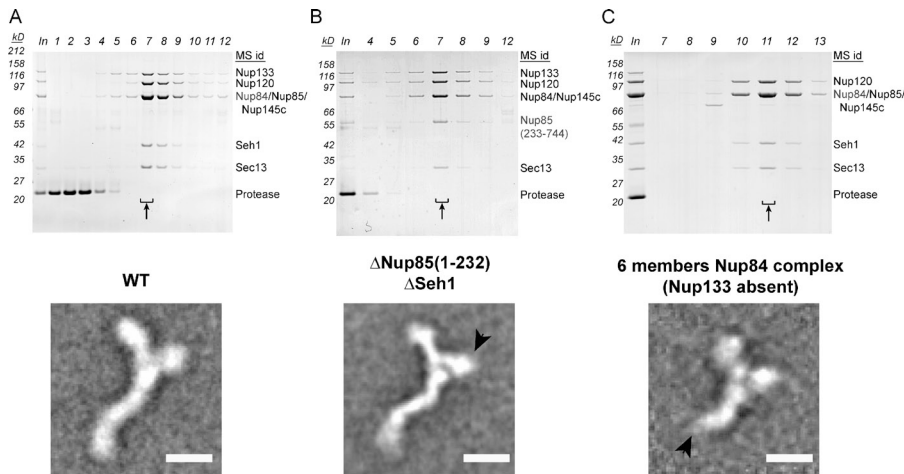 A
kD In 1 2 3 4 5 6 7 8 9 10 11 12 MS id
212
158
116
97
66
55
42
36
27
20
Nup133
Nup120
Nup84/Nup85/
Nup145c
Seh1
Sec13
Protease
WT
B
kD In 4 5 6 7 8 9 12 MS id
158
116
97
66
55
42
36
27
20
Nup133
Nup120
Nup84/Nup145c
Nup85
(233-744)
Sec13
Protease
ΔNup85(1-232)
ΔSeh1
C
kD In 7 8 9 10 11 12 13 MS id
158
116
97
66
55
42
35
27
20
Nup120
Nup84/Nup85/
Nup145c
Seh1
Sec13
Protease
6 members Nup84 complex
(Nup133 absent)